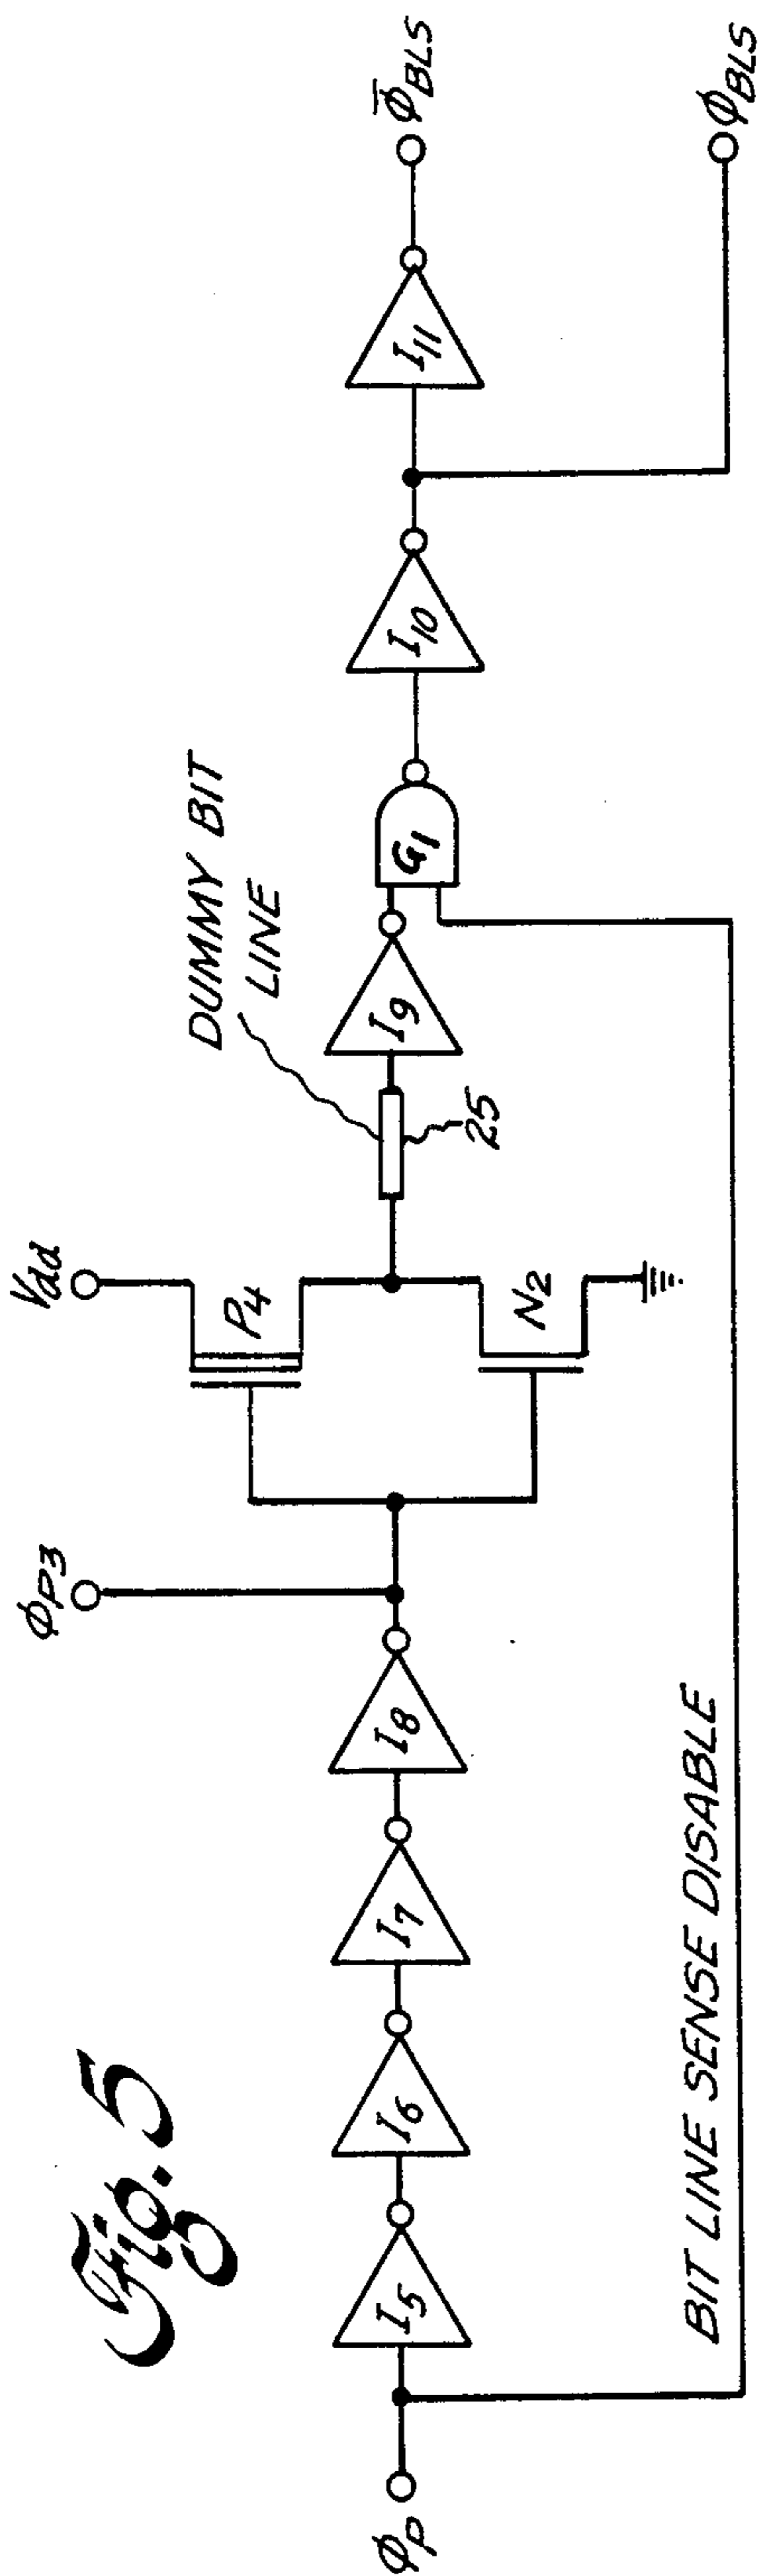 Fig. 5
Φp
I5
I6
I7
I8
ΦP3
Vdd
P4
N2
DUMMY BIT
LINE
25
I9
G1
I10
I11
Φ̅BLS
ΦBLS
BIT LINE SENSE DISABLE